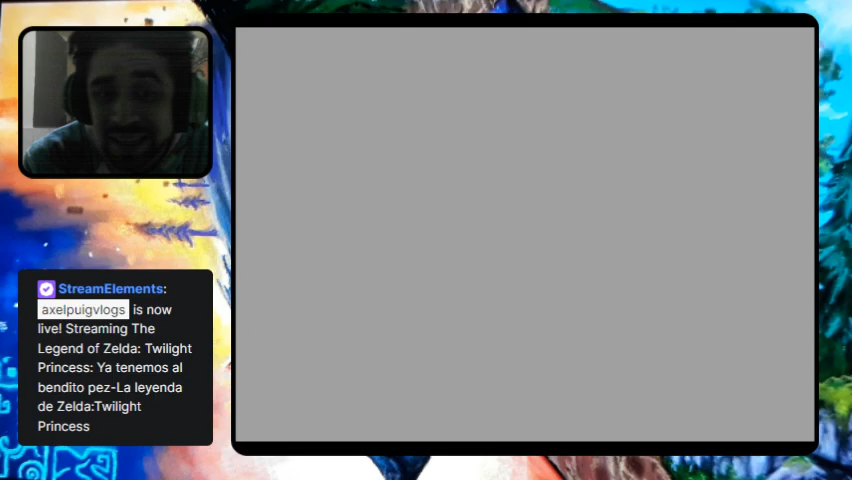 StreamElements:
axelpuigvlogs is now
live! Streaming The
Legend of Zelda: Twilight
Princess: Ya tenemos al
bendito pez-La leyenda
de Zelda:Twilight
Princess